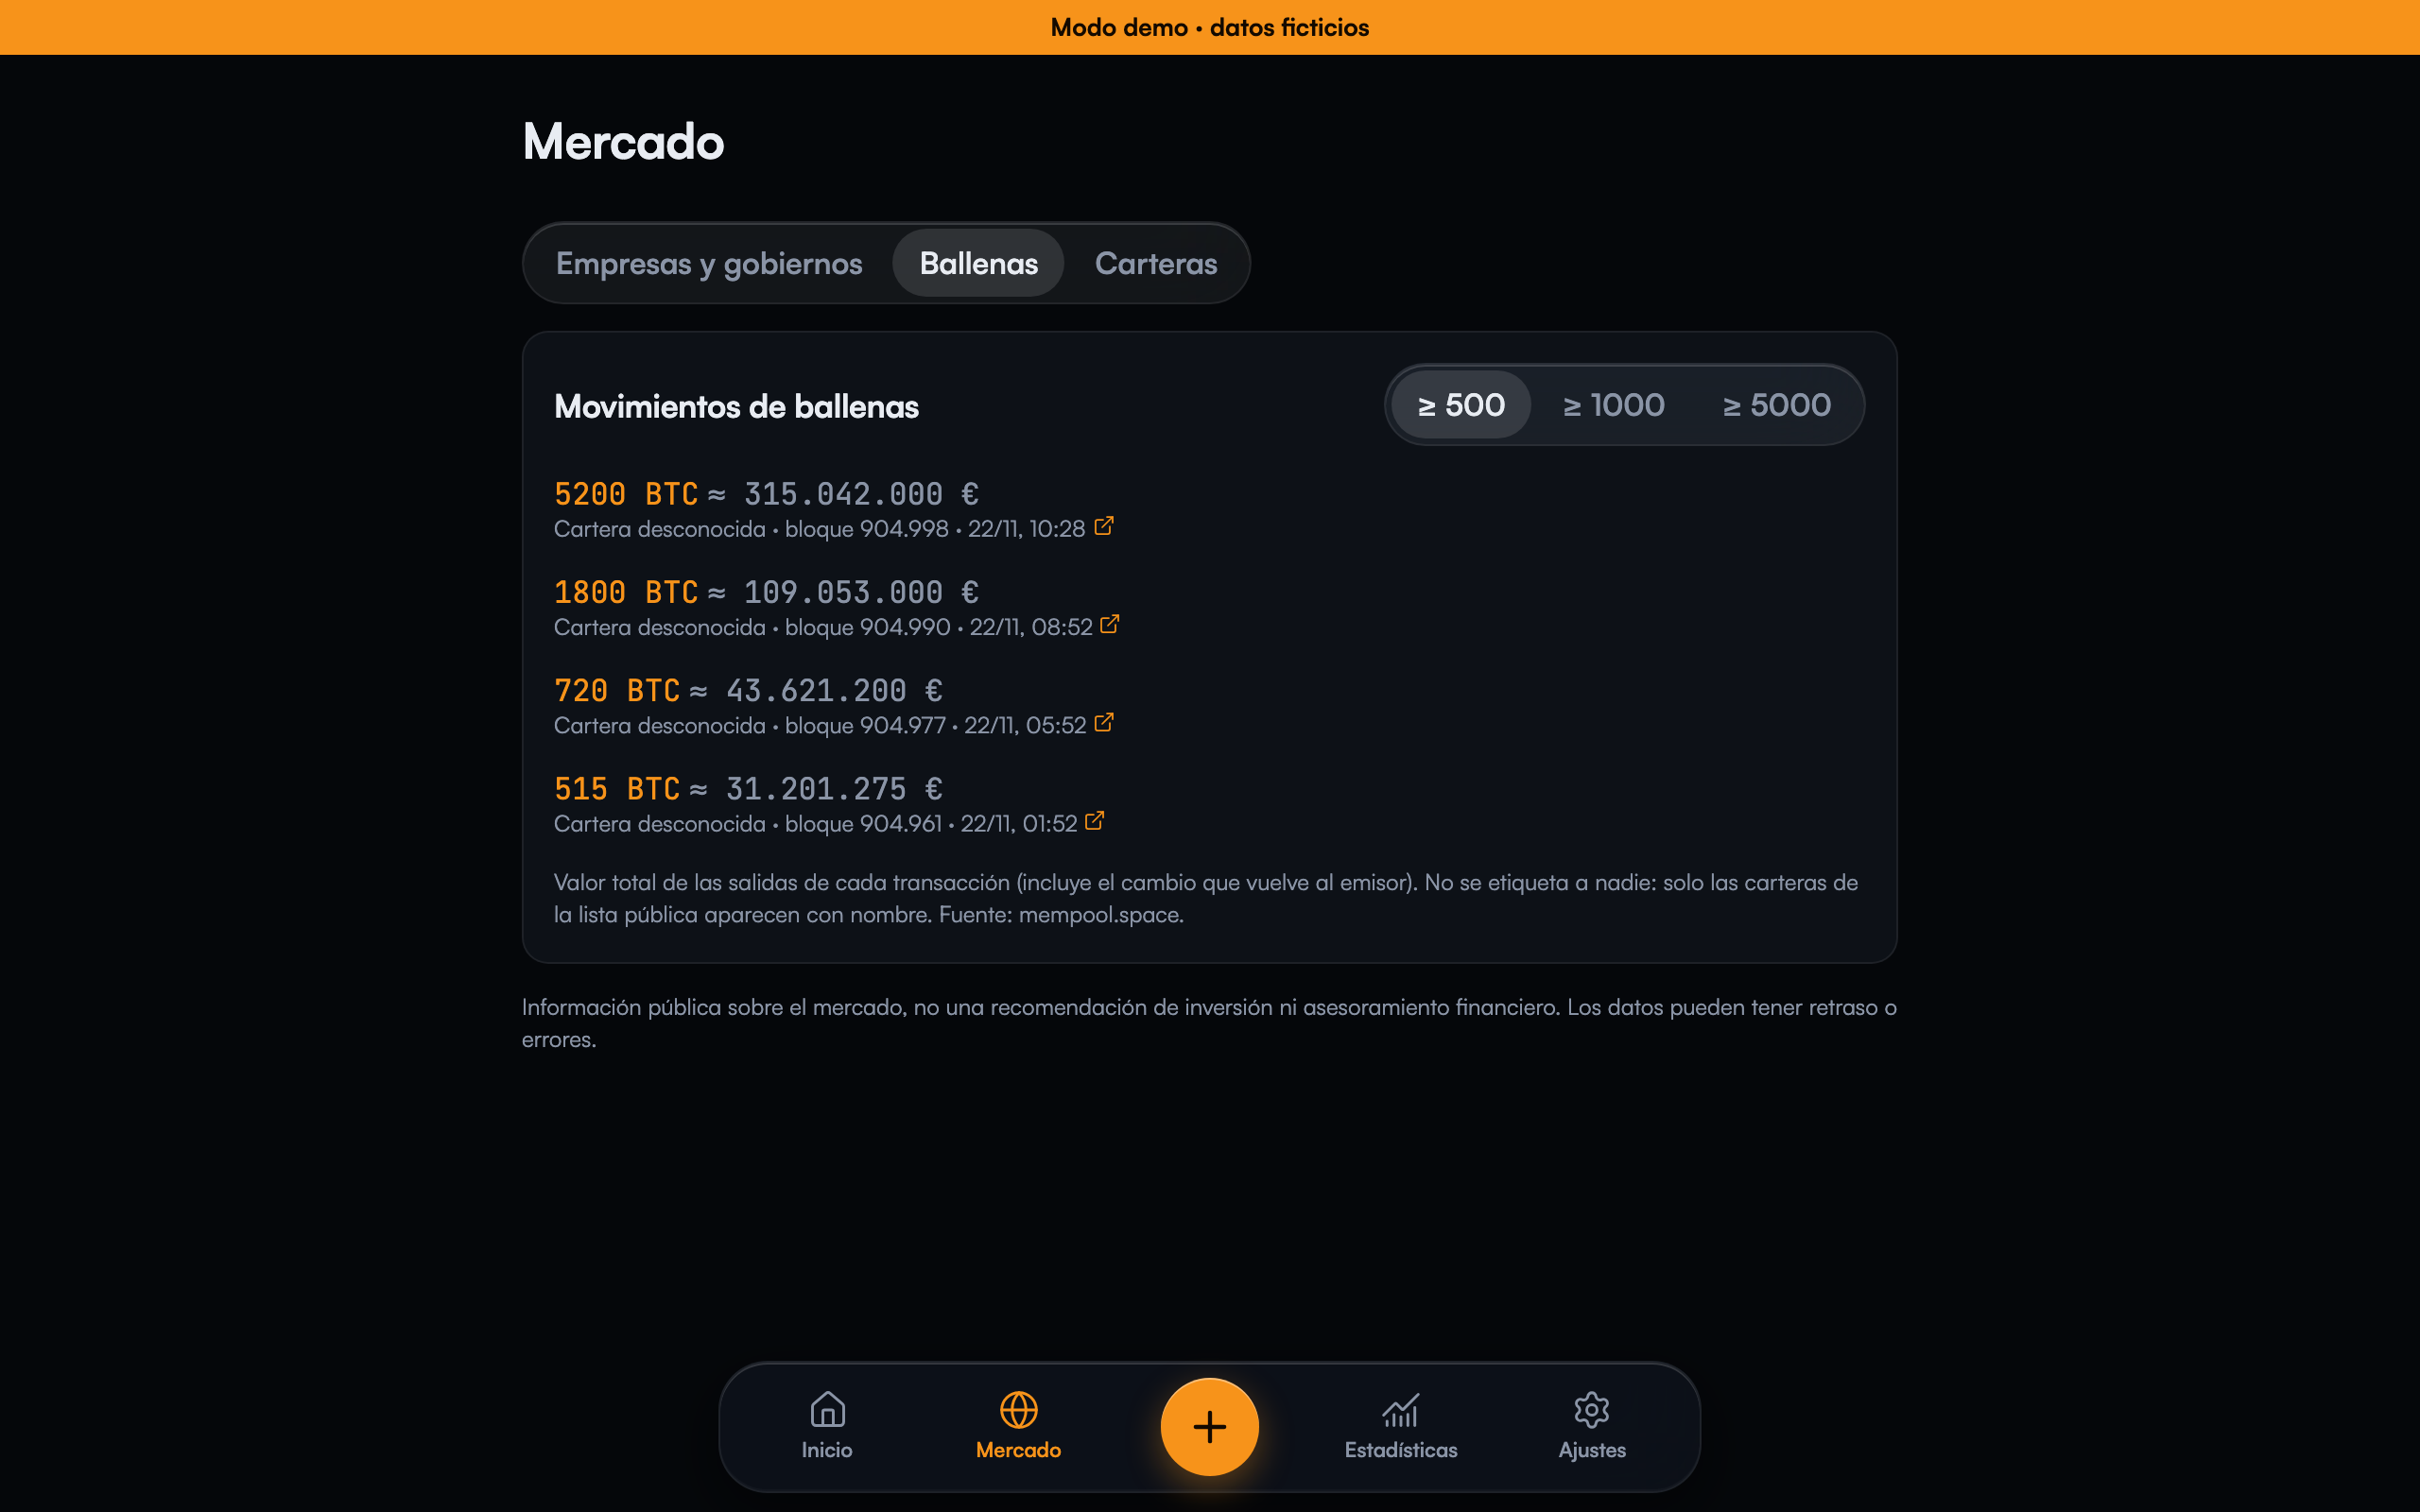 Modo demo · datos ficticios
Mercado
Empresas y gobiernos
Ballenas
Carteras
Movimientos de ballenas
≥ 500
≥ 1000
≥ 5000
5200 BTC ≈ 315.042.000 €
Cartera desconocida · bloque 904.998 · 22/11, 10:28
1800 BTC ≈ 109.053.000 €
Cartera desconocida · bloque 904.990 · 22/11, 08:52
720 BTC ≈ 43.621.200 €
Cartera desconocida · bloque 904.977 · 22/11, 05:52
515 BTC ≈ 31.201.275 €
Cartera desconocida · bloque 904.961 · 22/11, 01:52
Valor total de las salidas de cada transacción (incluye el cambio que vuelve al emisor). No se etiqueta a nadie: solo las carteras de
la lista pública aparecen con nombre. Fuente: mempool.space.
Información pública sobre el mercado, no una recomendación de inversión ni asesoramiento financiero. Los datos pueden tener retraso o
errores.
Inicio
Mercado
+
Estadísticas
Ajustes